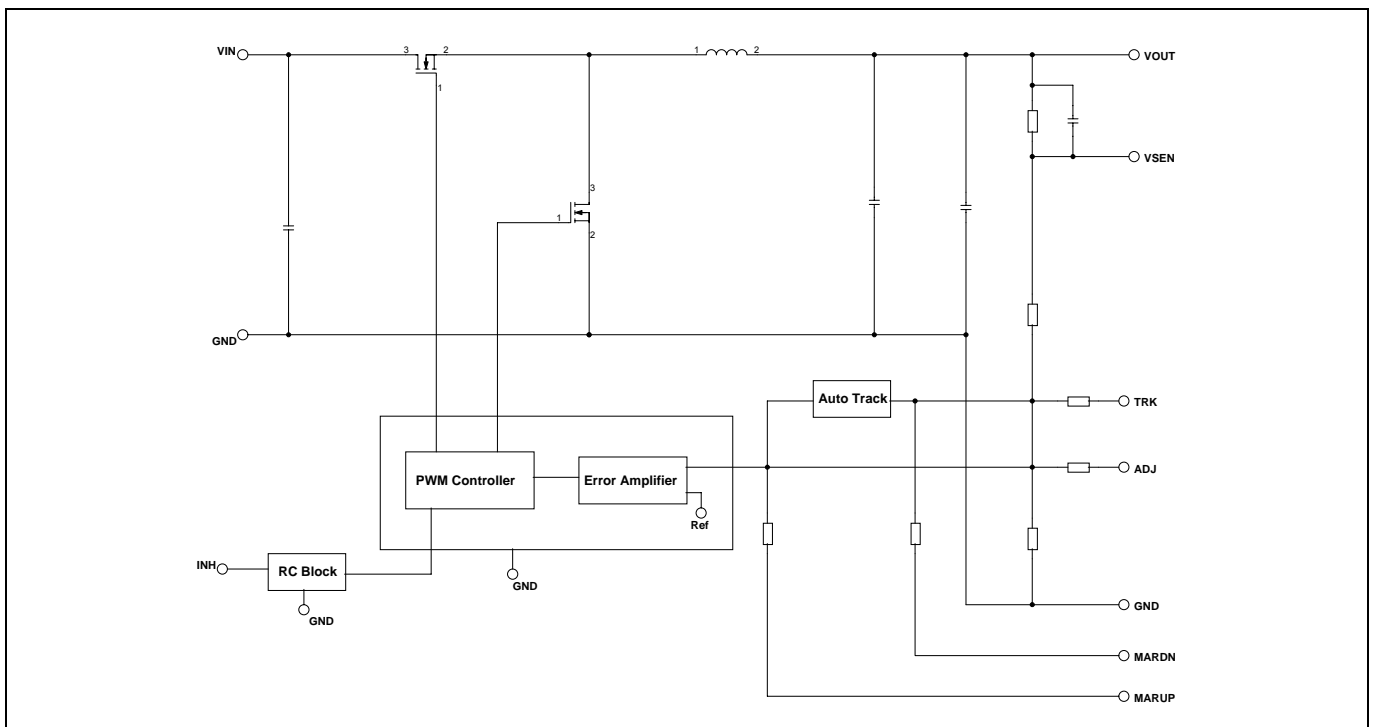 VIN
3
2
1
1
2
VOUT
VSEN
3
1
2
GND
Auto Track
TRK
ADJ
PWM Controller
Error Amplifier
Ref
INH
RC Block
GND
GND
GND
MARDN
MARUP